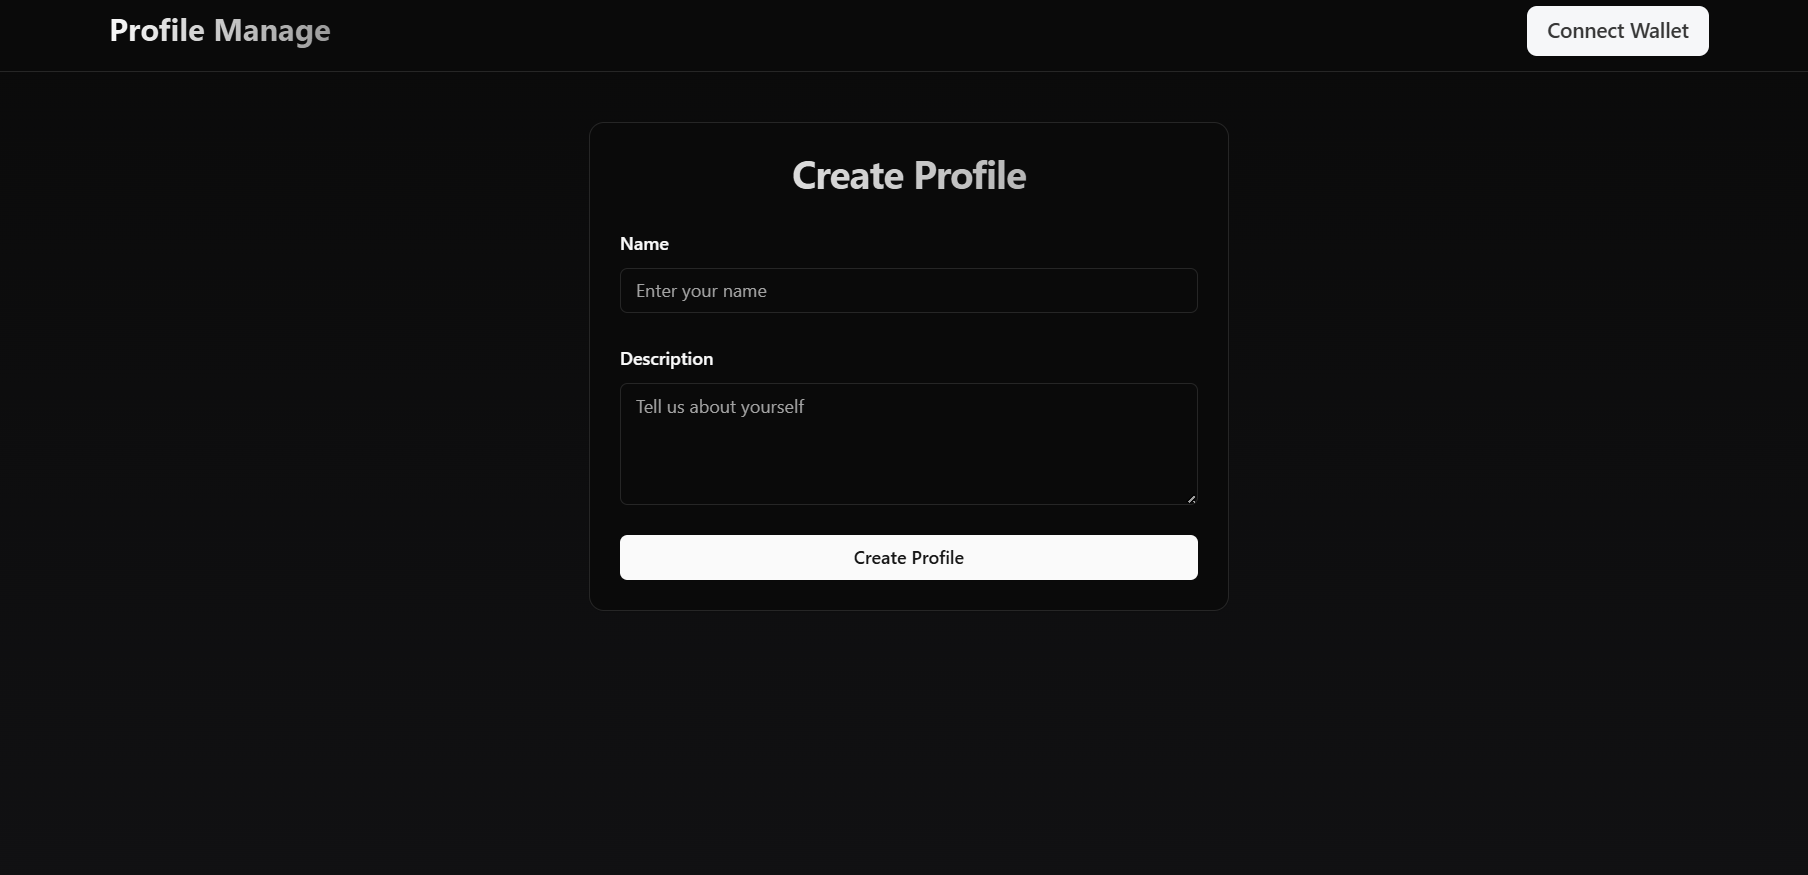 Profile Manage
Connect Wallet
Create Profile
Name
Enter your name
Description
Tell us about yourself
Create Profile